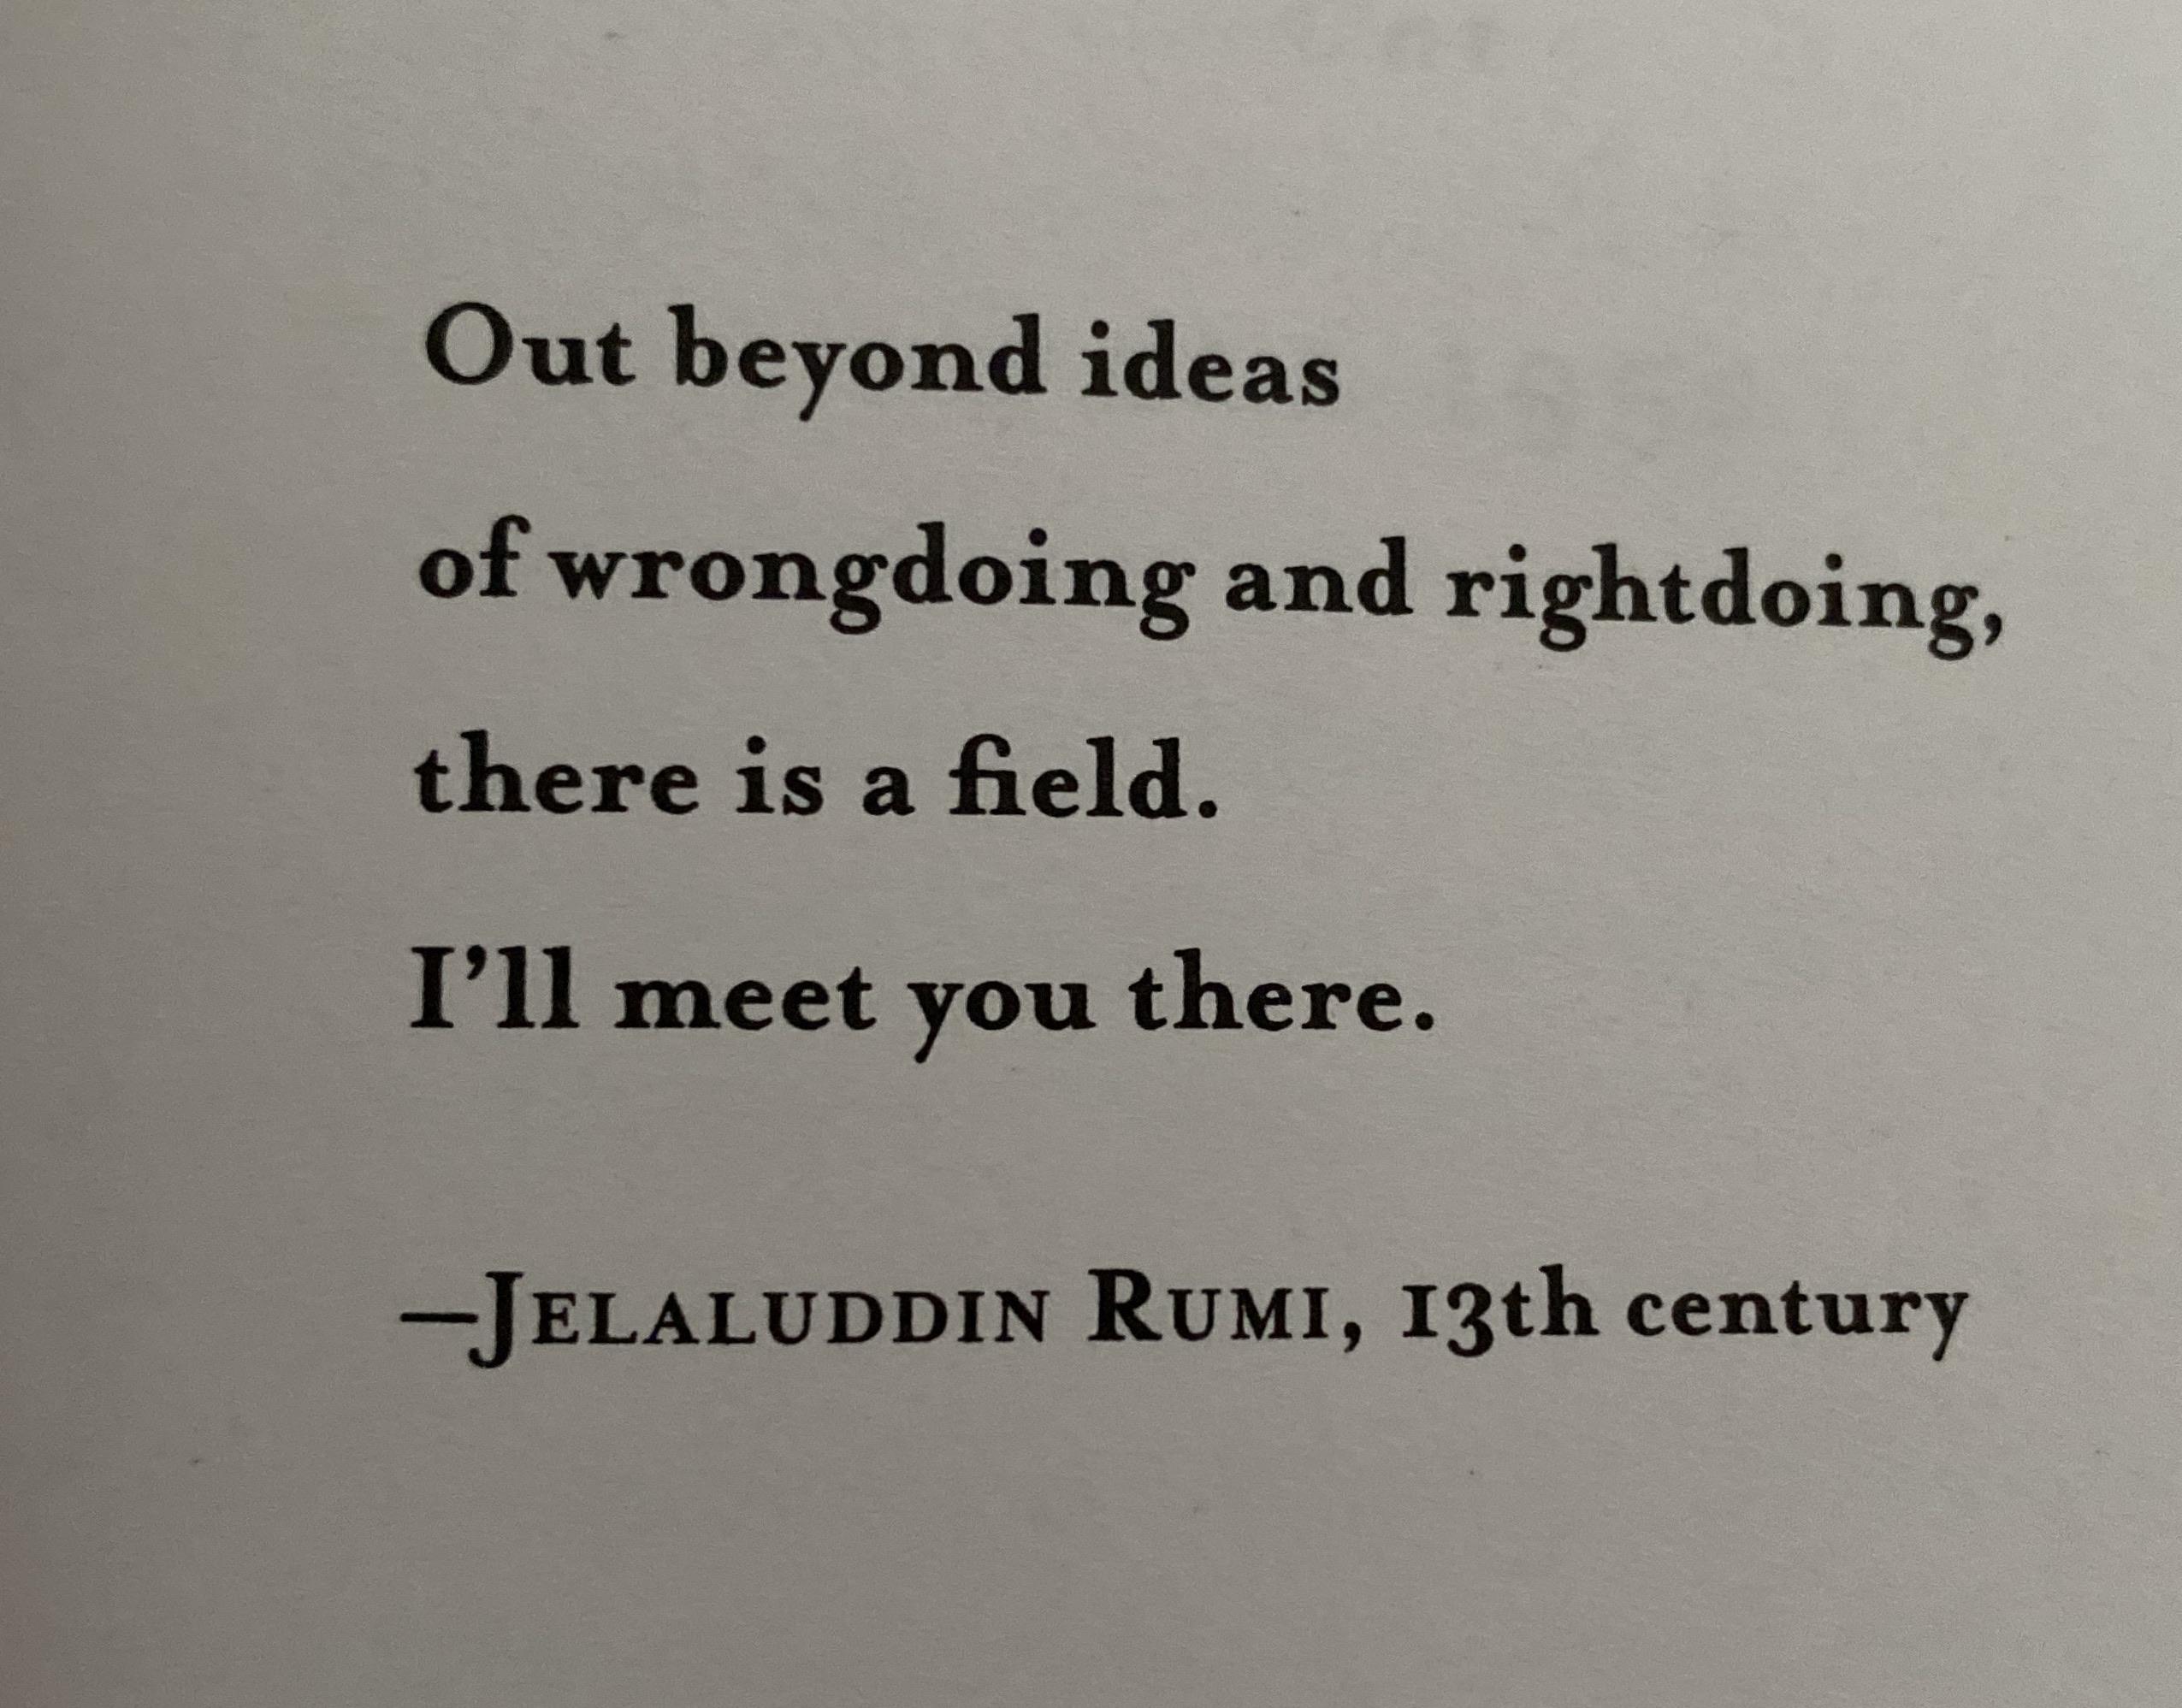 Out beyond ideas
of wrongdoing and rightdoing,
there is a field.
I’ll meet you there.
—JELALUDDIN RUMI, 13th century